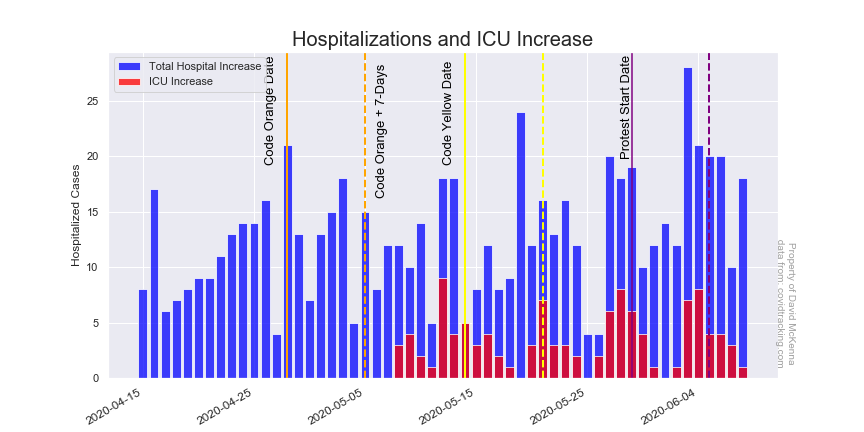 Hospitalizations and ICU Increase
Total Hospital Increase
ICU Increase
Code Orange Date
Code Orange + 7-Days
Code Yellow Date
Protest Start Date
Hospitalized Cases
25
20
15
10
5
0
2020-04-15
2020-04-25
2020-05-05
2020-05-15
2020-05-25
2020-06-04
Property of David McKenna
data from: covidtracking.com